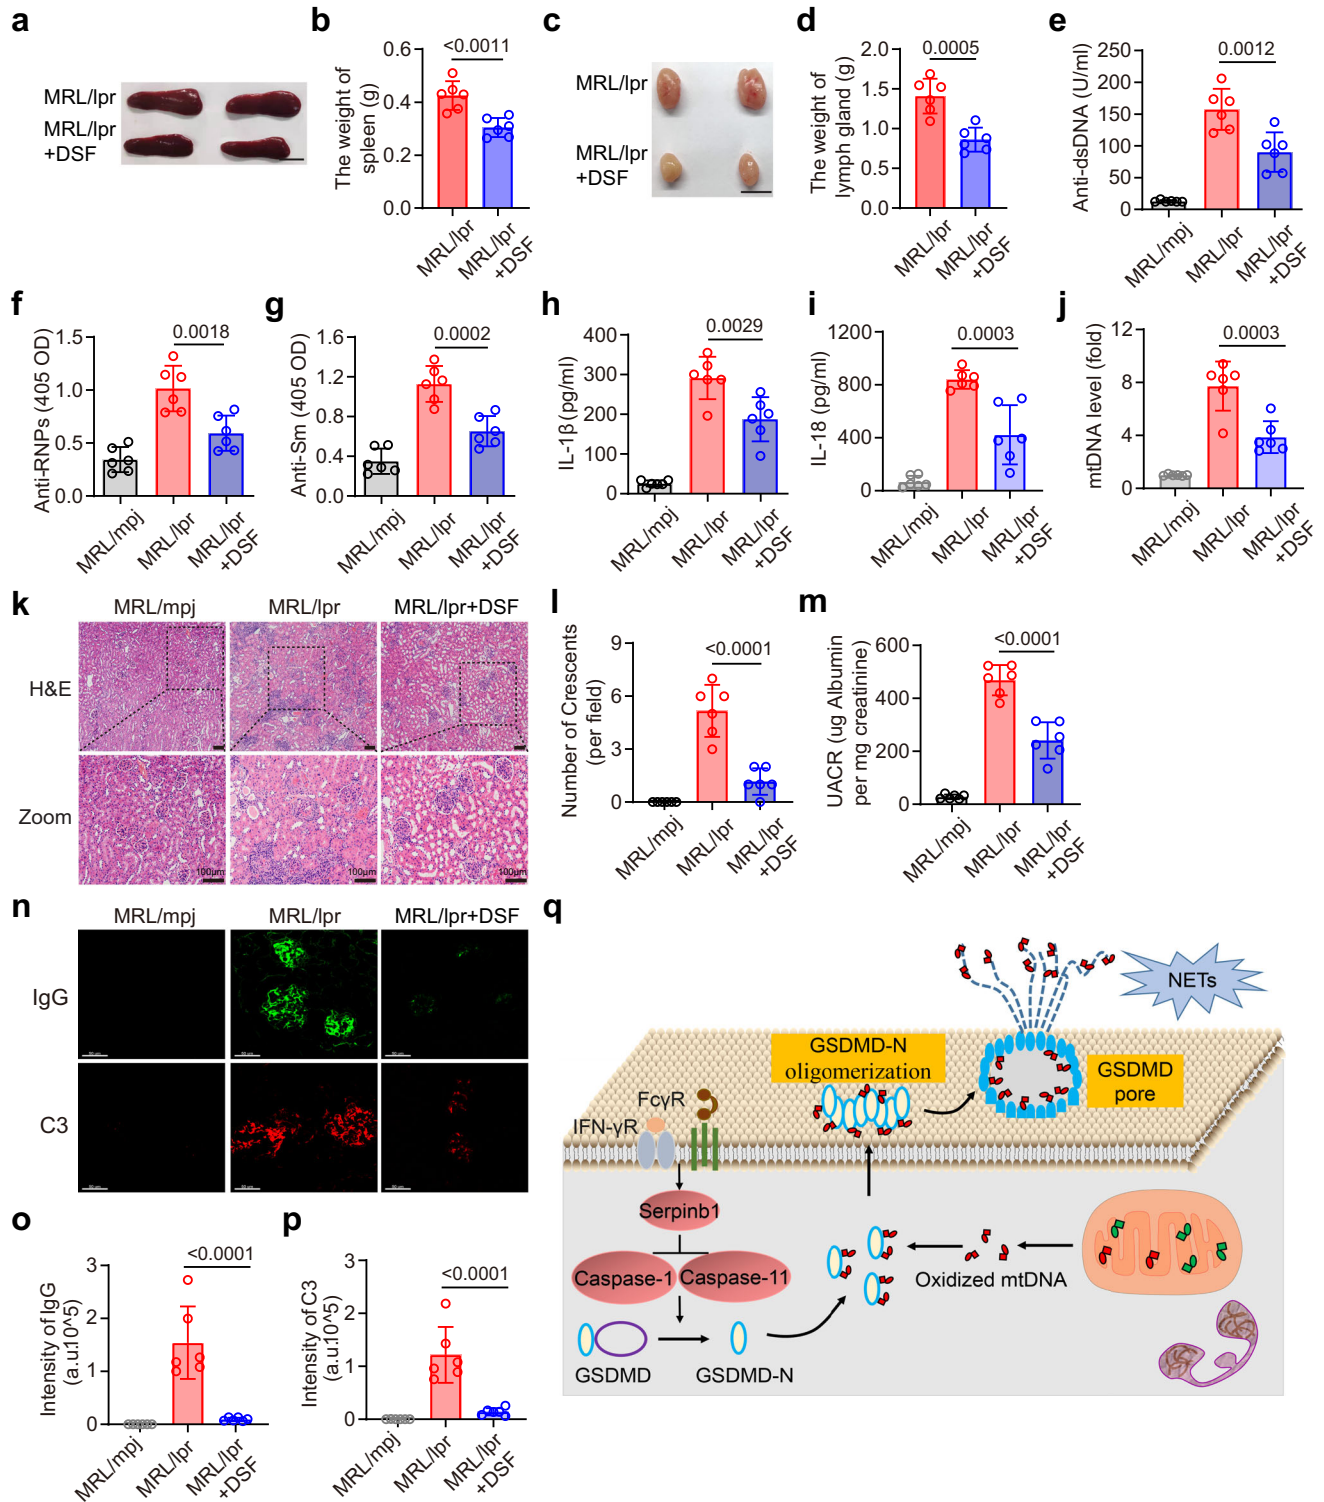 a
MRL/lpr
MRL/lpr
+DSF
b
The weight of
spleen (g)
0.6
0.4
0.2
0.0
<0.0011
MRL/lpr
MRL/lpr
+DSF
c
MRL/lpr
MRL/lpr
+DSF
d
The weight of
lymph gland (g)
2.0
1.5
1.0
0.5
0.0
0.0005
MRL/lpr
MRL/lpr
+DSF
e
Anti-dsDNA (U/ml)
250
200
150
100
50
0
0.0012
MRL/mpj
MRL/lpr
MRL/lpr
+DSF
f
Anti-RNPs (405 OD)
1.5
1.0
0.5
0.0
0.0018
MRL/mpj
MRL/lpr
MRL/lpr
+DSF
g
Anti-Sm (405 OD)
1.6
1.2
0.8
0.4
0.0
0.0002
MRL/mpj
MRL/lpr
MRL/lpr
+DSF
h
IL-1β (pg/ml)
400
300
200
100
0
0.0029
MRL/mpj
MRL/lpr
MRL/lpr
+DSF
i
IL-18 (pg/ml)
1200
800
400
0
0.0003
MRL/mpj
MRL/lpr
MRL/lpr
+DSF
j
mtDNA level (fold)
12
8
4
0
0.0003
MRL/mpj
MRL/lpr
MRL/lpr
+DSF
k
MRL/mpj
MRL/lpr
MRL/lpr+DSF
H&E
Zoom
100μm
100μm
100μm
l
Number of Crescents
(per field)
9
6
3
0
<0.0001
MRL/mpj
MRL/lpr
MRL/lpr
+DSF
m
UACR (ug Albumin
per mg creatinine)
600
400
200
0
<0.0001
MRL/mpj
MRL/lpr
MRL/lpr
+DSF
n
MRL/mpj
MRL/lpr
MRL/lpr+DSF
IgG
C3
o
Intensity of IgG
(a.u10^5)
3
2
1
0
<0.0001
MRL/mpj
MRL/lpr
MRL/lpr
+DSF
p
Intensity of C3
(a.u10^5)
3
2
1
0
<0.0001
MRL/mpj
MRL/lpr
MRL/lpr
+DSF
q
NETs
GSDMD-N
oligomerization
GSDMD
pore
FcγR
IFN-γR
Serpinb1
Caspase-1
Caspase-11
Oxidized mtDNA
GSDMD
GSDMD-N